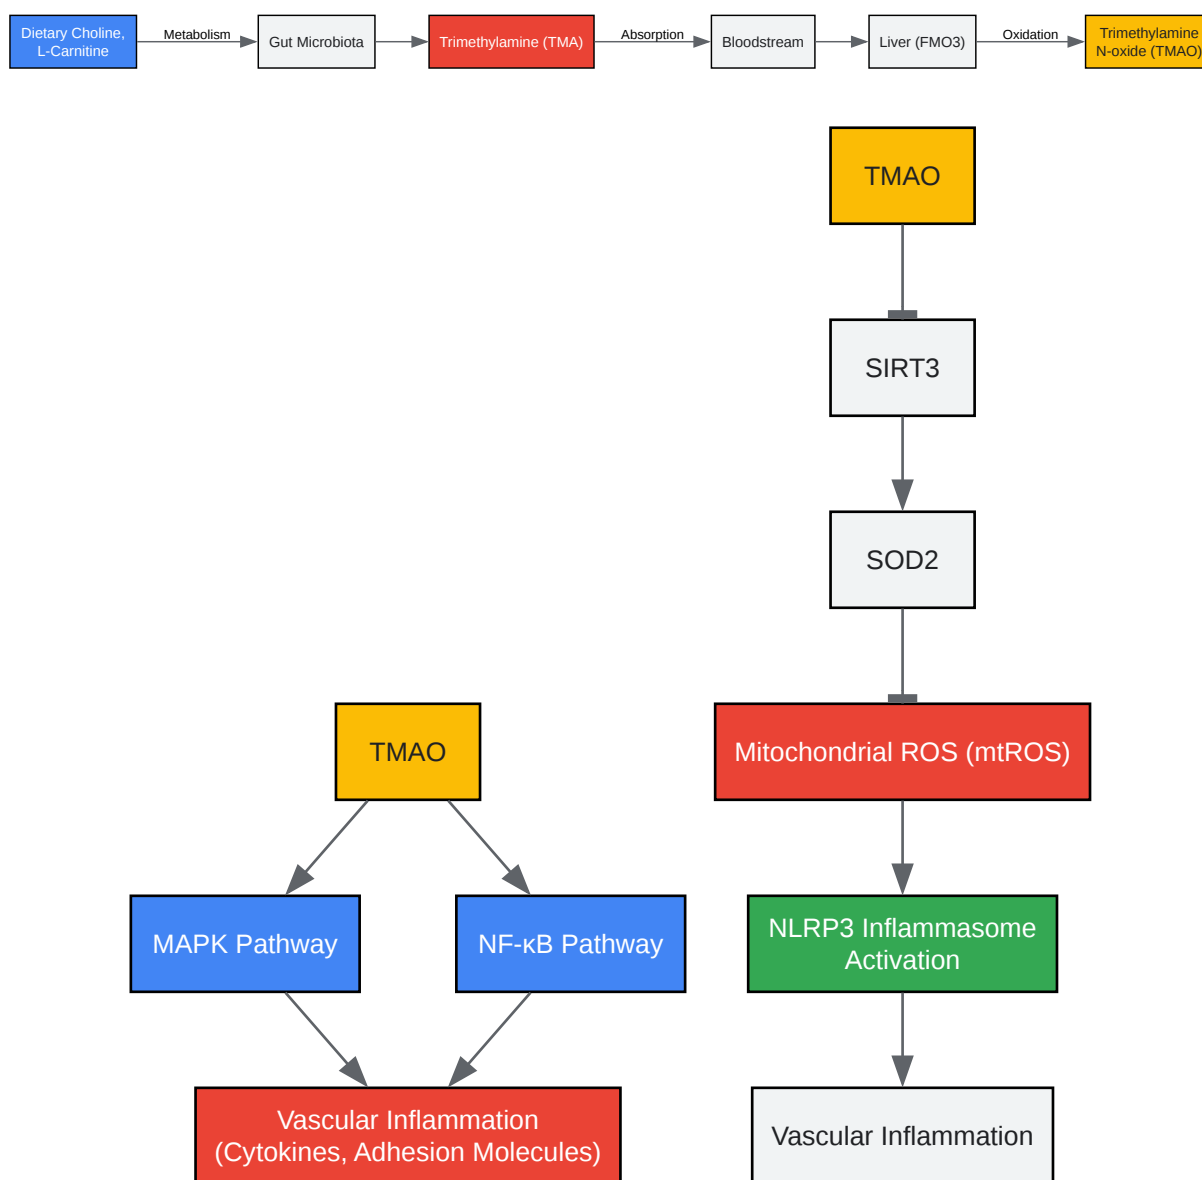 Dietary Choline,
L-Carnitine
Metabolism
Gut Microbiota
Trimethylamine (TMA)
Absorption
Bloodstream
Liver (FMO3)
Oxidation
Trimethylamine
N-oxide (TMAO)
TMAO
SIRT3
SOD2
Mitochondrial ROS (mtROS)
NLRP3 Inflammasome
Activation
Vascular Inflammation
TMAO
MAPK Pathway
NF-κB Pathway
Vascular Inflammation
(Cytokines, Adhesion Molecules)